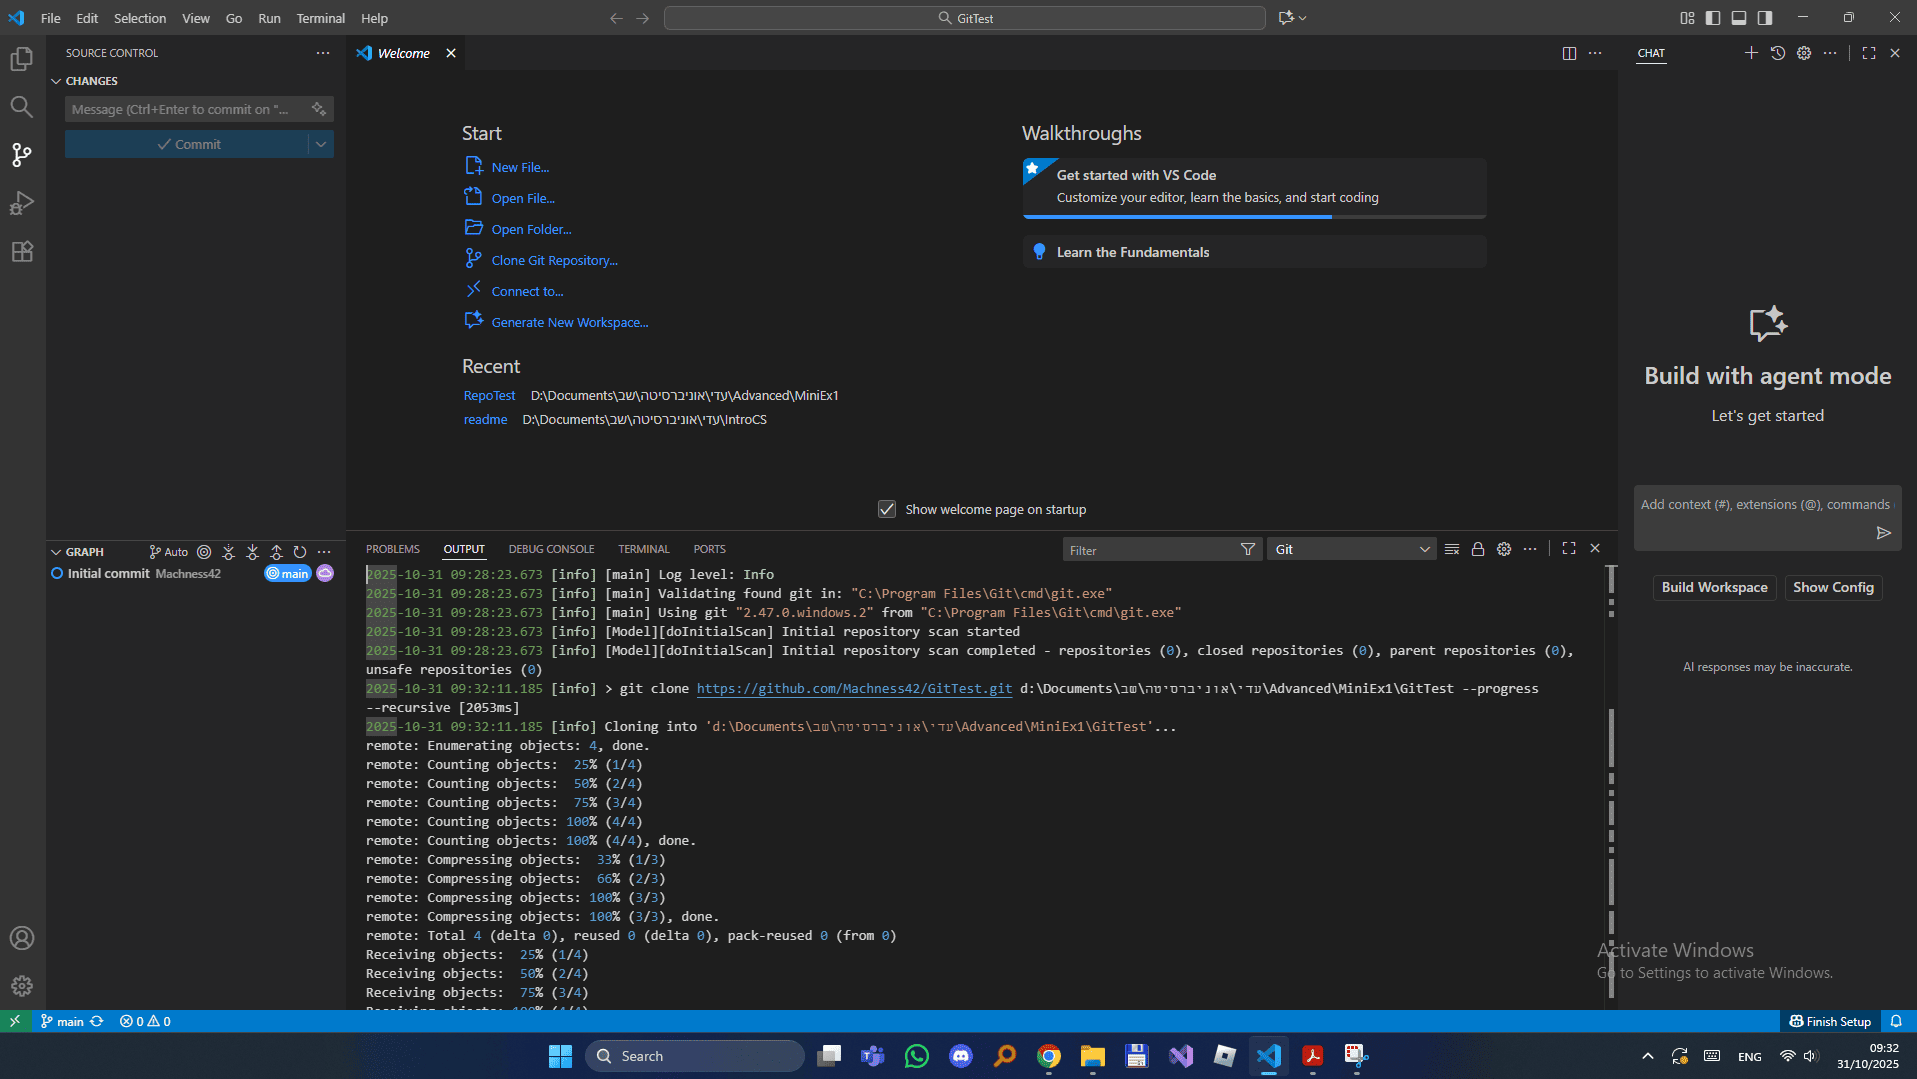 File Edit Selection View Go Run Terminal Help
GitTest
SOURCE CONTROL
CHANGES
Message (Ctrl+Enter to commit on "...
Commit
Welcome
Start
New File...
Open File...
Open Folder...
Clone Git Repository...
Connect to...
Generate New Workspace...
Recent
RepoTest D:\Documents\עדי\אוניברסיטה\שב\Advanced\MiniEx1
readme D:\Documents\עדי\אוניברסיטה\שב\IntroCS
Walkthroughs
Get started with VS Code
Customize your editor, learn the basics, and start coding
Learn the Fundamentals
Show welcome page on startup
CHAT
Build with agent mode
Let's get started
Add context (#), extensions (@), commands
Build Workspace Show Config
AI responses may be inaccurate.
GRAPH Auto
Initial commit Machness42 main
PROBLEMS OUTPUT DEBUG CONSOLE TERMINAL PORTS Filter Git
2025-10-31 09:28:23.673 [info] [main] Log level: Info
2025-10-31 09:28:23.673 [info] [main] Validating found git in: "C:\Program Files\Git\cmd\git.exe"
2025-10-31 09:28:23.673 [info] [main] Using git "2.47.0.windows.2" from "C:\Program Files\Git\cmd\git.exe"
2025-10-31 09:28:23.673 [info] [Model][doInitialScan] Initial repository scan started
2025-10-31 09:28:23.673 [info] [Model][doInitialScan] Initial repository scan completed - repositories (0), closed repositories (0), parent repositories (0),
unsafe repositories (0)
2025-10-31 09:32:11.185 [info] > git clone https://github.com/Machness42/GitTest.git d:\Documents\עדי\אוניברסיטה\שב\Advanced\MiniEx1\GitTest --progress
--recursive [2053ms]
2025-10-31 09:32:11.185 [info] Cloning into 'd:\Documents\עדי\אוניברסיטה\שב\Advanced\MiniEx1\GitTest'...
remote: Enumerating objects: 4, done.
remote: Counting objects:  25% (1/4)
remote: Counting objects:  50% (2/4)
remote: Counting objects:  75% (3/4)
remote: Counting objects: 100% (4/4)
remote: Counting objects: 100% (4/4), done.
remote: Compressing objects:  33% (1/3)
remote: Compressing objects:  66% (2/3)
remote: Compressing objects: 100% (3/3)
remote: Compressing objects: 100% (3/3), done.
remote: Total 4 (delta 0), reused 0 (delta 0), pack-reused 0 (from 0)
Receiving objects:  25% (1/4)
Receiving objects:  50% (2/4)
Receiving objects:  75% (3/4)
Receiving objects: 100% (4/4)
Activate Windows
Go to Settings to activate Windows.
main 0 0 Finish Setup
Search
ENG
09:32
31/10/2025